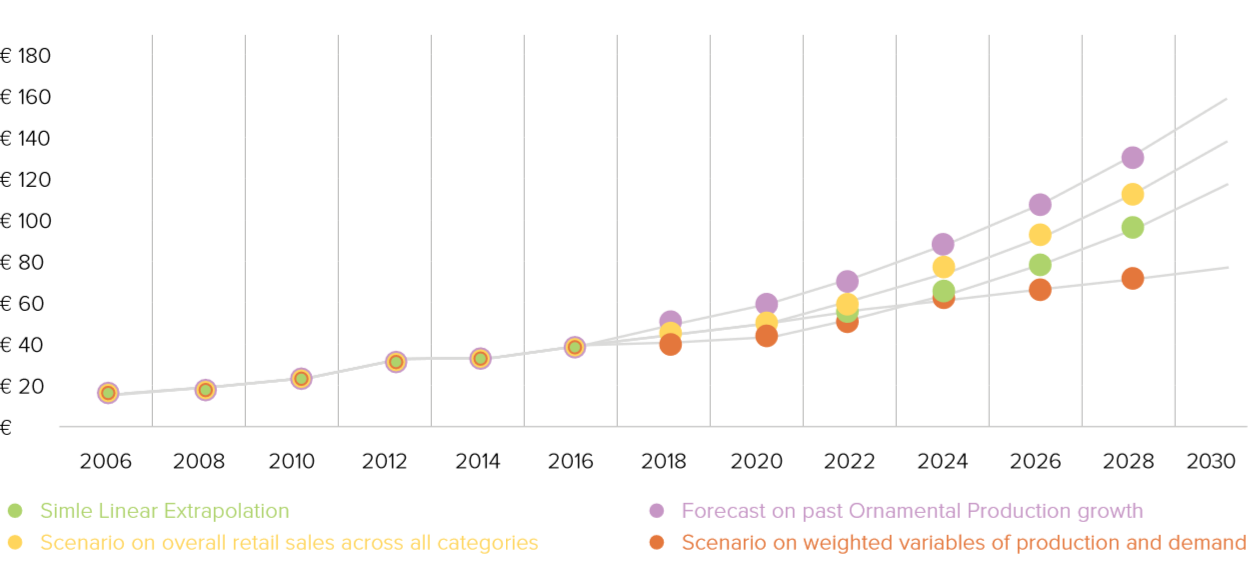 € 180
€ 160
€ 140
€ 120
€ 100
€ 80
€ 60
€ 40
€ 20
€
2006 2008 2010 2012 2014 2016 2018 2020 2022 2024 2026 2028 2030
Simle Linear Extrapolation
Forecast on past Ornamental Production growth
Scenario on overall retail sales across all categories
Scenario on weighted variables of production and demand